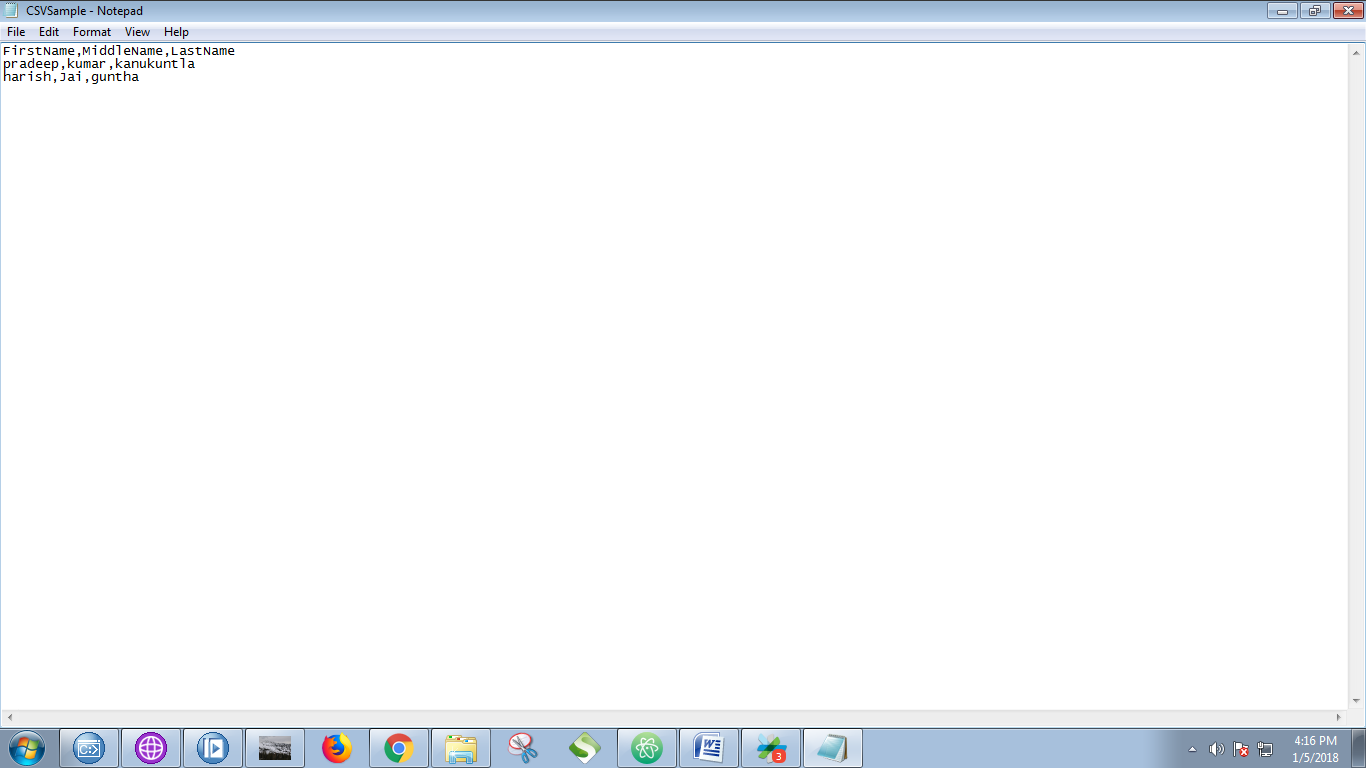 CSVSample - Notepad
File Edit Format View Help
FirstName,MiddleName,LastName
pradeep,kumar,kanukuntla
harish,Jai,guntha
C:\>
W
3
4:16 PM
1/5/2018